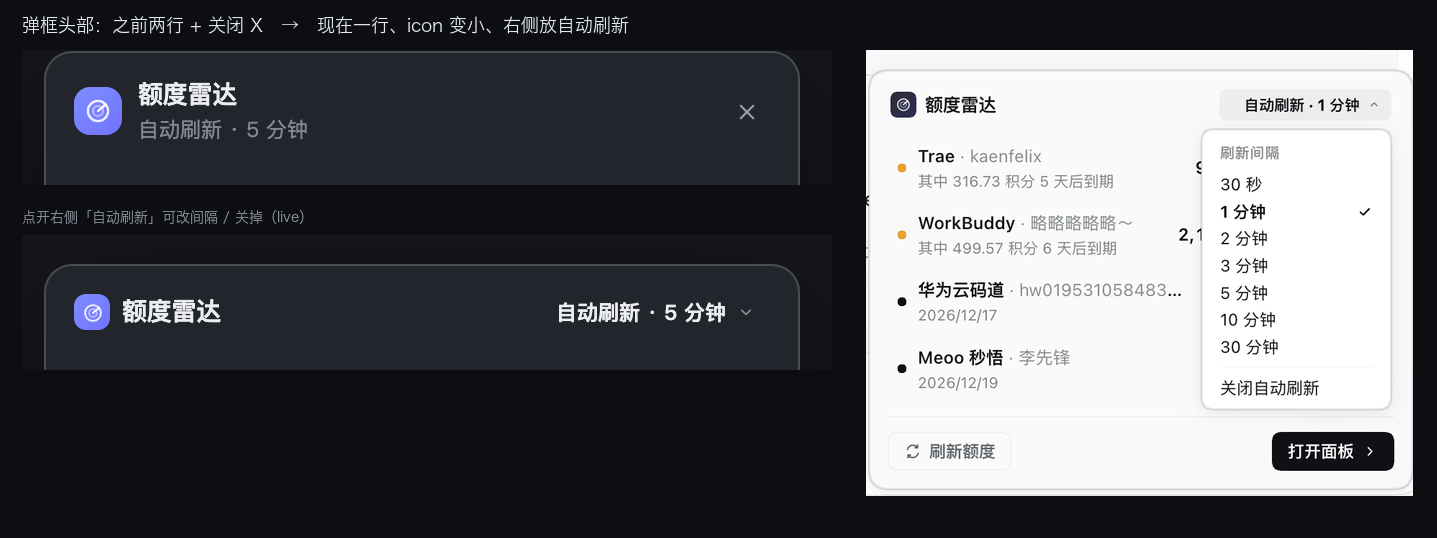 弹框头部：之前两行 + 关闭 X → 现在一行、icon 变小、右侧放自动刷新
额度雷达
自动刷新 · 5 分钟
点开右侧「自动刷新」可改间隔 / 关掉（live）
额度雷达
自动刷新 · 5 分钟
额度雷达
自动刷新 · 1 分钟
Trae · kaenfelix
9
其中 316.73 积分 5 天后到期
WorkBuddy · 略略略略略～
2,1
其中 499.57 积分 6 天后到期
华为云码道 · hw019531058483...
2026/12/17
Meoo 秒悟 · 李先锋
2026/12/19
刷新间隔
30 秒
1 分钟
2 分钟
3 分钟
5 分钟
10 分钟
30 分钟
关闭自动刷新
刷新额度
打开面板